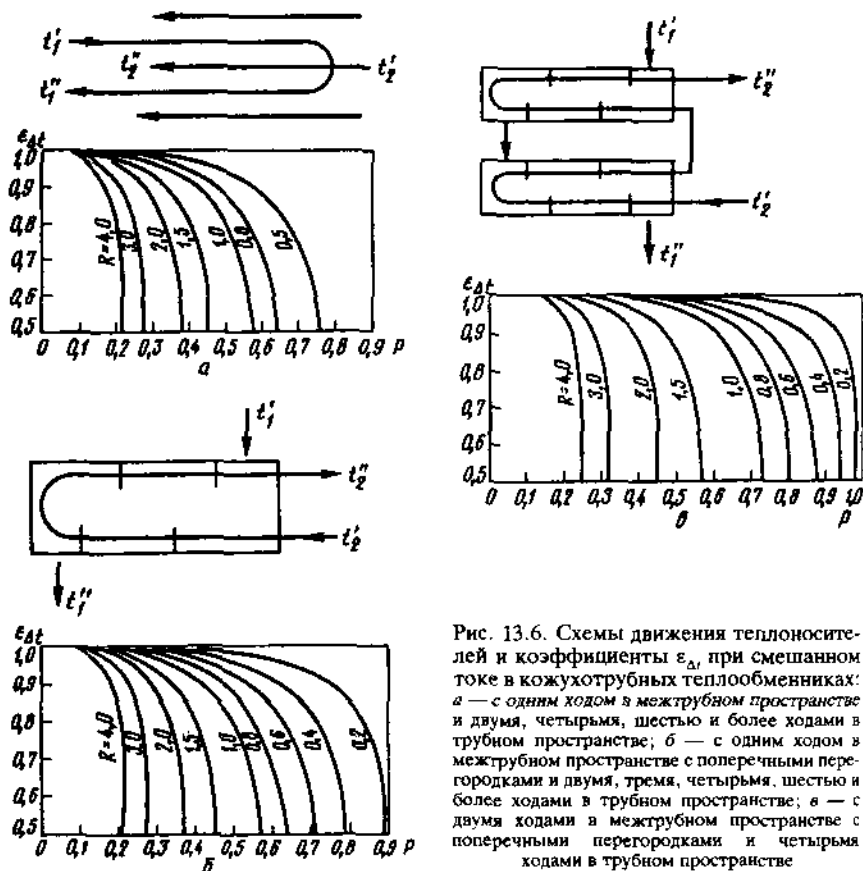 t₁′
t₂″
t₂′
t₁″
ε_Δt
1,0
0,9
0,8
0,7
0,6
0,5
R=4,0
3,0
2,0
1,5
1,0
0,8
0,5
0 0,1 0,2 0,3 0,4 0,5 0,6 0,7 0,8 0,9 P
а
t₁′
t₂″
t₂′
t₁″
ε_Δt
1,0
0,9
0,8
0,7
0,6
0,5
R=4,0
3,0
2,0
1,5
1,0
0,8
0,6
0,4
0,2
0 0,1 0,2 0,3 0,4 0,5 0,6 0,7 0,8 0,9 P
б
t₁′
t₂″
t₂′
t₁″
ε_Δt
1,0
0,9
0,8
0,7
0,6
0,5
R=4,0
3,0
2,0
1,5
1,0
0,8
0,6
0,4
0,2
0 0,1 0,2 0,3 0,4 0,5 0,6 0,7 0,8 0,9 1,0
в P
Рис. 13.6. Схемы движения теплоносите-
лей и коэффициенты ε_Δt при смешанном
токе в кожухотрубных теплообменниках:
а — с одним ходом в межтрубном пространстве
и двумя, четырьмя, шестью и более ходами в
трубном пространстве; б — с одним ходом в
межтрубном пространстве с поперечными пере-
городками и двумя, тремя, четырьмя, шестью и
более ходами в трубном пространстве; в — с
двумя ходами в межтрубном пространстве с
поперечными перегородками и четырьмя
ходами в трубном пространстве